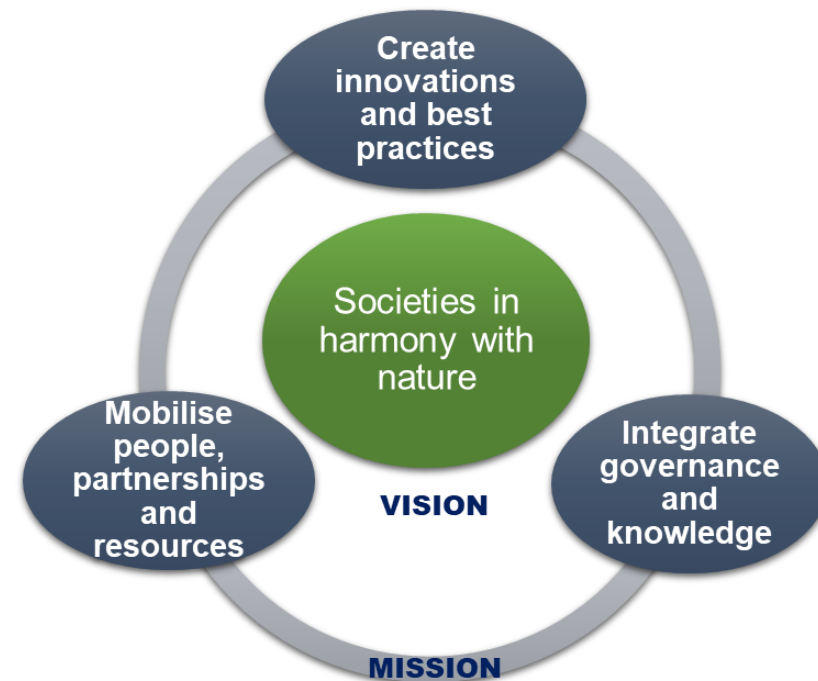 Create
innovations
and best
practices
Societies in
harmony with
nature
Mobilise
people,
partnerships
and
resources
Integrate
governance
and
knowledge
VISION
MISSION